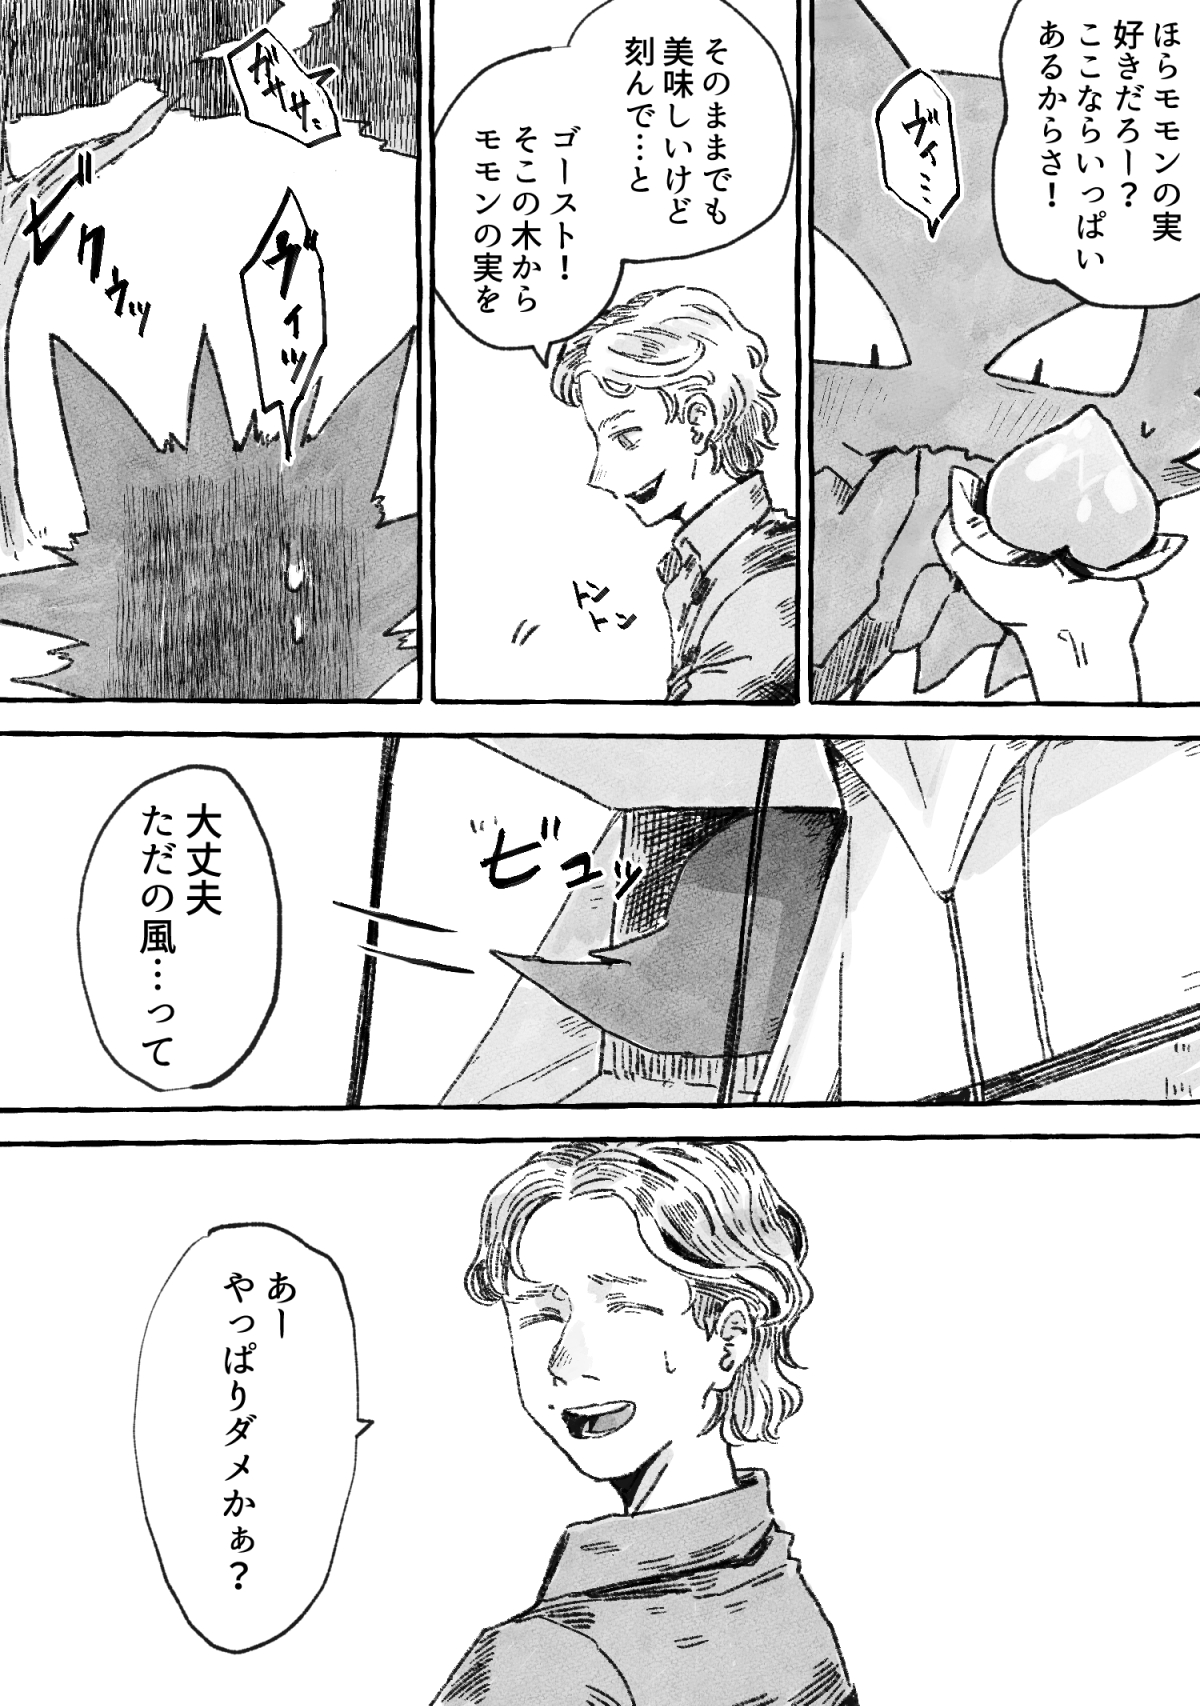 ほらモモンの実
好きだろー？
ここならいっぱい
あるからさ！
ヴィ…
そのままでも
美味しいけど
刻んで…と
ゴースト！
そこの木から
モモンの実を
トン
トン
ガササ…
ヴィッ
ビクゥッ
ビュッ
大丈夫
ただの風…って
あー
やっぱりダメかぁ？